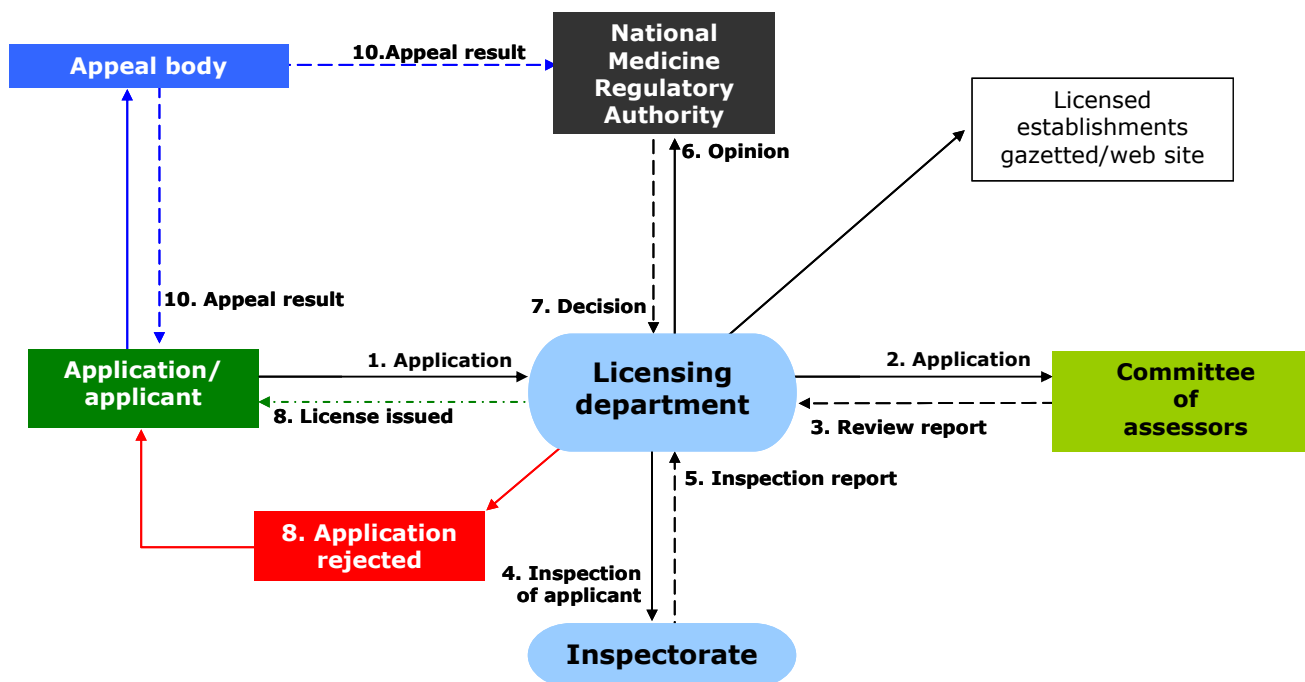 10.Appeal result
Appeal body
National
Medicine
Regulatory
Authority
Licensed
establishments
gazetted/web site
6. Opinion
10. Appeal result
7. Decision
Application/
applicant
1. Application
8. License issued
Licensing
department
2. Application
3. Review report
Committee
of
assessors
5. Inspection report
8. Application
rejected
4. Inspection
of applicant
Inspectorate